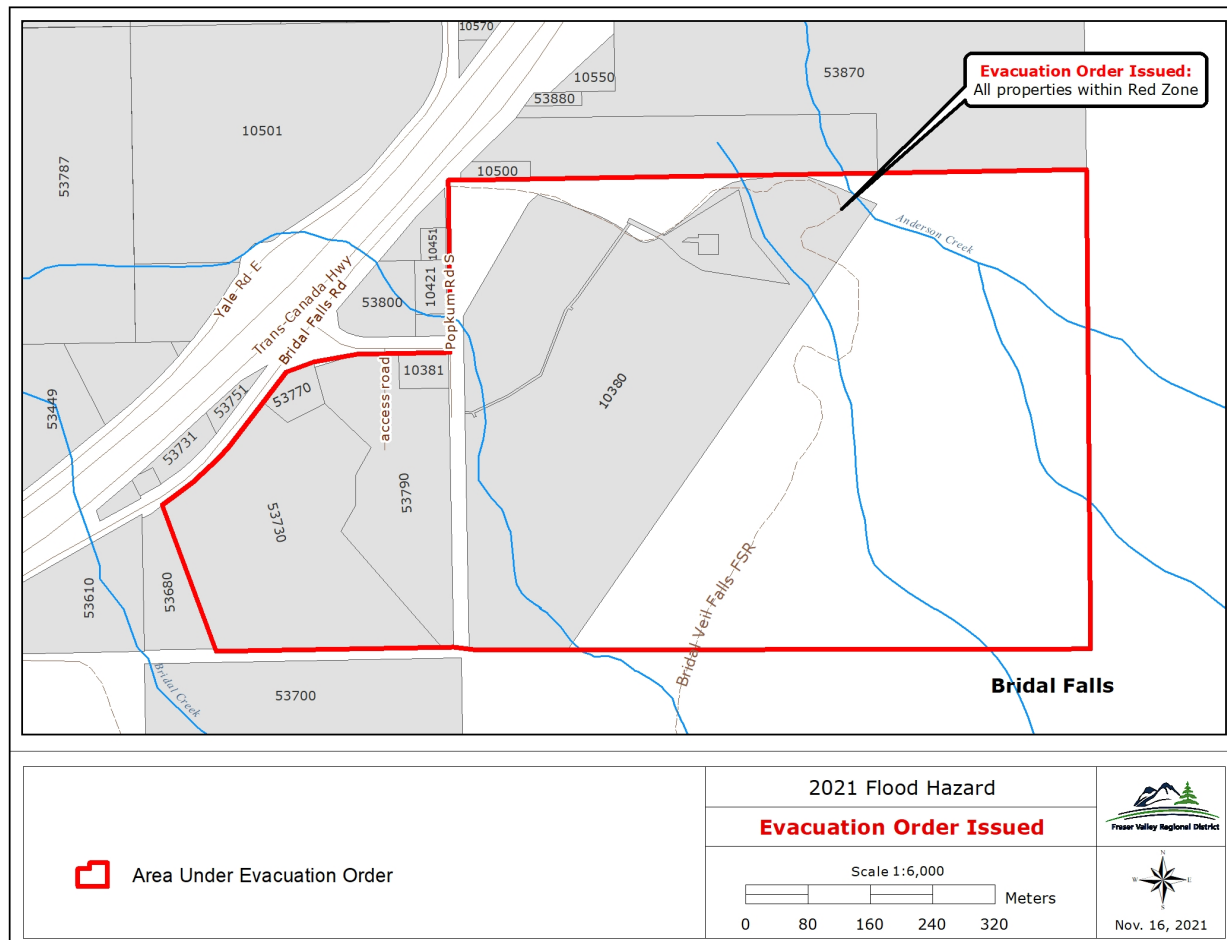 10570
10550
53880
53870
Evacuation Order Issued:
All properties within Red Zone
10501
53787
10500
Anderson Creek
10451
10421
53800
Popkum Rd S
Yale Rd E
Trans-Canada Hwy
Bridal Falls Rd
access road
10381
10380
53770
53751
53731
53449
53730
53790
53680
53610
Bridal Veil Falls FSR
Bridal Creek
53700
Bridal Falls
Area Under Evacuation Order
2021 Flood Hazard
Evacuation Order Issued
Scale 1:6,000
Meters
0 80 160 240 320
Fraser Valley Regional District
N
W E
S
Nov. 16, 2021